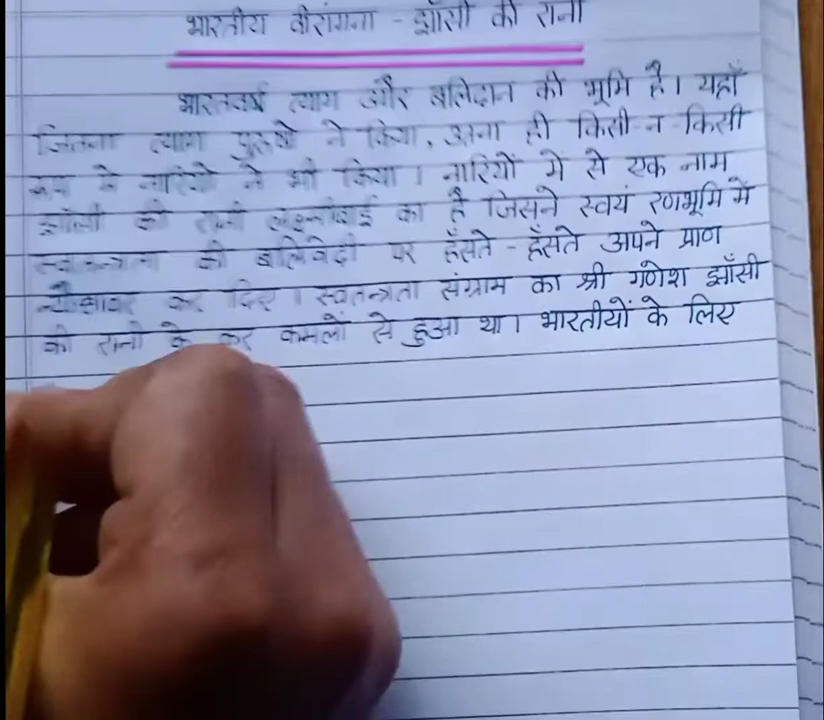 भारतीय वीरांगना - झाँसी की रानी
भारतवर्ष त्याग और बलिदान की भूमि है। यहाँ
जितना त्याग पुरुषों ने किया, उतना ही किसी-न-किसी
रूप में नारियों ने भी किया। नारियों में से एक नाम
झाँसी की रानी लक्ष्मीबाई का है जिसने स्वयं रणभूमि में
स्वतन्त्रता की बलिवेदी पर हँसते-हँसते अपने प्राण
न्यौछावर कर दिए। स्वतन्त्रता संग्राम का श्री गणेश झाँसी
की रानी के कर कमलों से हुआ था। भारतीयों के लिए